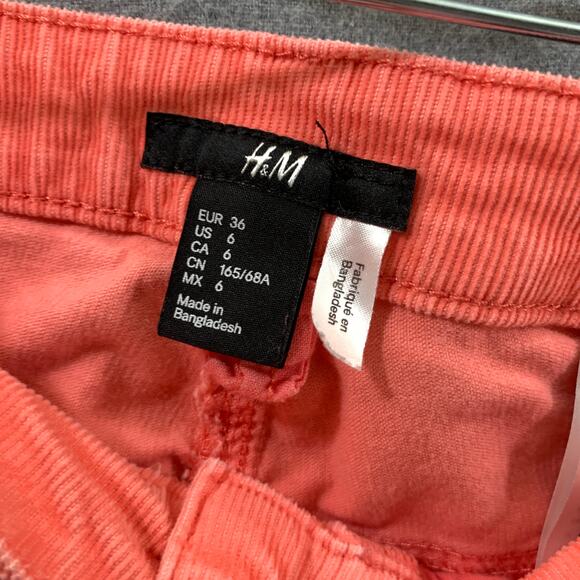 H&M
EUR 36
US 6
CA 6
CN 165/68A
MX 6
Made in
Bangladesh
Fabriqué en
Bangladesh